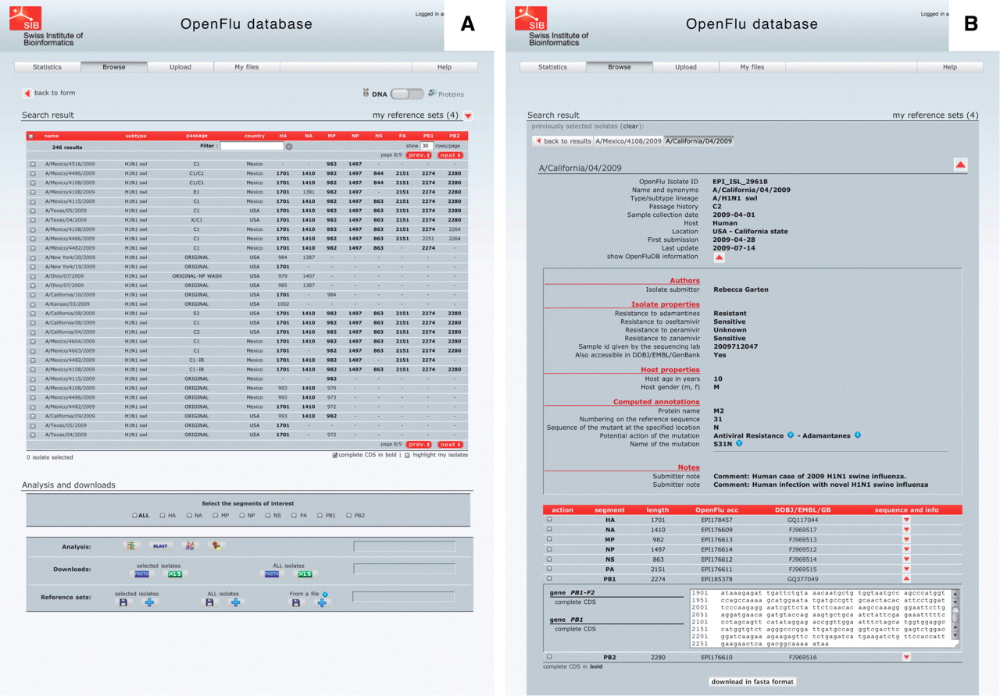 SIB
Swiss Institute of
Bioinformatics
OpenFlu database
Logged in a
A
Statistics Browse Upload My files Help
back to form
DNA Proteins
Search result my reference sets (4)
name subtype passage country HA NA MP NP NS PA PB1 PB2
246 results Filter : show 30 rows/page
page 8/9 prev. next
A/Mexico/4516/2009 H1N1 swl C1 Mexico - - 982 1497 - - - -
A/Mexico/4486/2009 H1N1 swl C1/C1 Mexico 1701 1410 982 1497 844 2151 2274 2280
A/Mexico/4108/2009 H1N1 swl C1/C1 Mexico 1701 1410 982 1497 844 2151 2274 2280
A/Mexico/4108/2009 H1N1 swl E1 Mexico 1701 1381 982 1497 - 2151 2274 2280
A/Mexico/4115/2009 H1N1 swl C1 Mexico 1701 1410 982 1497 863 2151 2274 2280
A/Texas/05/2009 H1N1 swl C1 USA 1701 1410 982 1497 863 2151 2274 2280
A/Texas/04/2009 H1N1 swl X/C1 USA 1701 1410 982 1497 863 2151 2274 2280
A/Mexico/4108/2009 H1N1 swl C1 Mexico 1701 1410 982 1497 863 2151 2274 2264
A/Mexico/4486/2009 H1N1 swl C1 Mexico 1701 1410 982 1497 863 2151 2251 2264
A/Mexico/4482/2009 H1N1 swl C1 Mexico 1701 1410 982 1497 863 - 2274 -
A/New York/20/2009 H1N1 swl ORIGINAL USA 984 1387 - - - - - -
A/New York/19/2009 H1N1 swl ORIGINAL USA 1701 - - - - - - -
A/Ohio/07/2009 H1N1 swl ORIGINAL-NP WASH USA 979 1407 - - - - - -
A/Ohio/07/2009 H1N1 swl ORIGINAL USA 985 1387 - - - - - -
A/California/10/2009 H1N1 swl ORIGINAL USA 1701 - 984 - - - - -
A/Kansas/03/2009 H1N1 swl ORIGINAL USA 1002 - - - - - - -
A/California/08/2009 H1N1 swl E2 USA 1701 1410 982 1497 863 2151 2274 2280
A/California/08/2009 H1N1 swl C1 USA 1701 1410 982 1497 863 2151 2274 2280
A/California/04/2009 H1N1 swl C2 USA 1701 1410 982 1497 863 2151 2274 2280
A/Mexico/4604/2009 H1N1 swl C1 Mexico 1701 1410 982 1497 863 2151 2274 2280
A/Mexico/4603/2009 H1N1 swl C1 Mexico 1701 - 982 1497 863 2151 2274 2280
A/Mexico/4482/2009 H1N1 swl C1-IR Mexico 1701 1410 982 1497 - 2151 2274 -
A/Mexico/4108/2009 H1N1 swl C1-IR Mexico 1701 1410 982 1497 863 2151 2274 2280
A/Mexico/4115/2009 H1N1 swl ORIGINAL Mexico - - 982 - - - - -
A/Mexico/4108/2009 H1N1 swl ORIGINAL Mexico 993 1410 970 - - - - -
A/Mexico/4486/2009 H1N1 swl ORIGINAL Mexico 993 1410 973 - - - - -
A/Mexico/4482/2009 H1N1 swl ORIGINAL Mexico 1701 1410 972 - - - - -
A/California/09/2009 H1N1 swl ORIGINAL USA 993 1410 982 - - - - -
A/Texas/05/2009 H1N1 swl ORIGINAL USA 1701 - - - - - - -
A/Texas/04/2009 H1N1 swl ORIGINAL USA 1701 - 972 - - - - -
page 8/9 prev. next
0 isolate selected complete CDS in bold | highlight my isolates
Analysis and downloads
Select the segments of interest
ALL HA NA MP NP NS PA PB1 PB2
Analysis: BLAST
Downloads: selected isolates ALL isolates
FASTA XLS FASTA XLS
Reference sets: selected isolates ALL isolates From a file
SIB
Swiss Institute of
Bioinformatics
OpenFlu database
Logged in a
B
Statistics Browse Upload My files Help
Search result my reference sets (4)
previously selected isolates (clear):
back to results A/Mexico/4108/2009 A/California/04/2009
A/California/04/2009
OpenFlu Isolate ID EPI_ISL_29618
Name and synonyms A/California/04/2009
Type/subtype lineage A/H1N1 swl
Passage history C2
Sample collection date 2009-04-01
Host Human
Location USA - California state
First submission 2009-04-28
Last update 2009-07-14
show OpenFluDB information
Authors
Isolate submitter Rebecca Garten
Isolate properties
Resistance to adamantines Resistant
Resistance to oseltamivir Sensitive
Resistance to peramivir Unknown
Resistance to zanamivir Sensitive
Sample id given by the sequencing lab 2009712047
Also accessible in DDBJ/EMBL/GenBank Yes
Host properties
Host age in years 10
Host gender (m, f) M
Computed annotations
Protein name M2
Numbering on the reference sequence 31
Sequence of the mutant at the specified location N
Potential action of the mutation Antiviral Resistance - Adamantanes
Name of the mutation S31N
Notes
Submitter note Comment: Human case of 2009 H1N1 swine influenza.
Submitter note Comment: Human infection with novel H1N1 swine influenza
action segment length OpenFlu acc DDBJ/EMBL/GB sequence and info
HA 1701 EPI178457 GQ117044
NA 1410 EPI176609 FJ969517
MP 982 EPI176613 FJ969513
NP 1497 EPI176614 FJ969512
NS 863 EPI176612 FJ969514
PA 2151 EPI176611 FJ969515
PB1 2274 EPI185378 GQ377049
gene PB1-F2
complete CDS
gene PB1
complete CDS
1901 ataaagagat tgattctgta aacaatgctg tggtaatgcc agcccatggt
1951 ccagccaaaa gcatggaata tgatgccgtt gcaactacac attcctggat
2001 tcccaagagg aatcgttcta ttctcaacac aagccaaagg ggaattcttg
2051 aggatgaaca gatgtaccag aagtgctgca atctattcga gaaatttttc
2101 cctagcagtt catataggag accggttgga atttctagca tggtggaggc
2151 catggtgtct agggcccgga ttgatgccag ggtcgacttc gagtctggac
2201 ggatcaagaa agaagagttc tctgagatca tgaagatctg ttccaccatt
2251 gaagaactca gacggcaaaa ataa
PB2 2280 EPI176610 FJ969516
complete CDS in bold
download in fasta format